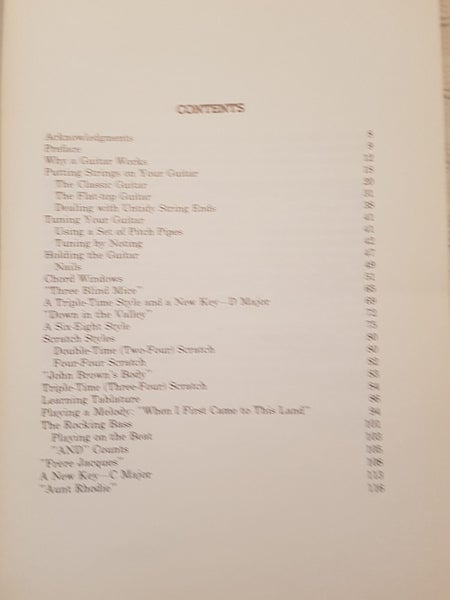 CONTENTS
Acknowledgments 8
Preface 9
Why a Guitar Works 12
Putting Strings on Your Guitar 18
The Classic Guitar 20
The Flat-top Guitar 31
Dealing with Untidy String Ends 38
Tuning Your Guitar 41
Using a Set of Pitch Pipes 41
Tuning by Noting 42
Holding the Guitar 47
Nails 49
Chord Windows 51
"Three Blind Mice" 65
A Triple-Time Style and a New Key—D Major 69
"Down in the Valley" 72
A Six-Eight Style 75
Scratch Styles 80
Double-Time (Two-Four) Scratch 80
Four-Four Scratch 82
"John Brown's Body" 83
Triple-Time (Three-Four) Scratch 84
Learning Tablature 86
Playing a Melody: "When I First Came to This Land" 94
The Rocking Bass 101
Playing on the Beat 103
"AND" Counts 105
"Frère Jacques" 108
A New Key—C Major 113
"Aunt Rhodie" 116